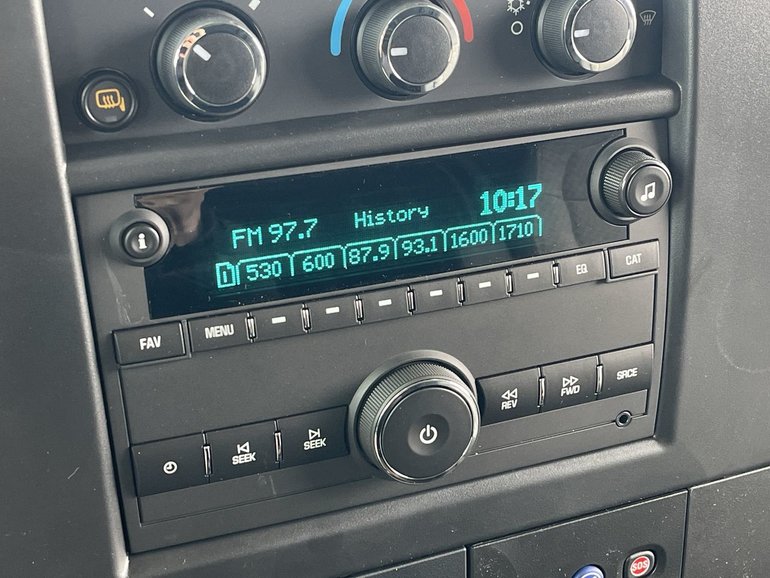 History 10:17
FM 97.7
i 530 600 87.9 93.1 1600 1710
i
FAV MENU EQ CAT
SEEK SEEK REV FWD SRCE
SOS